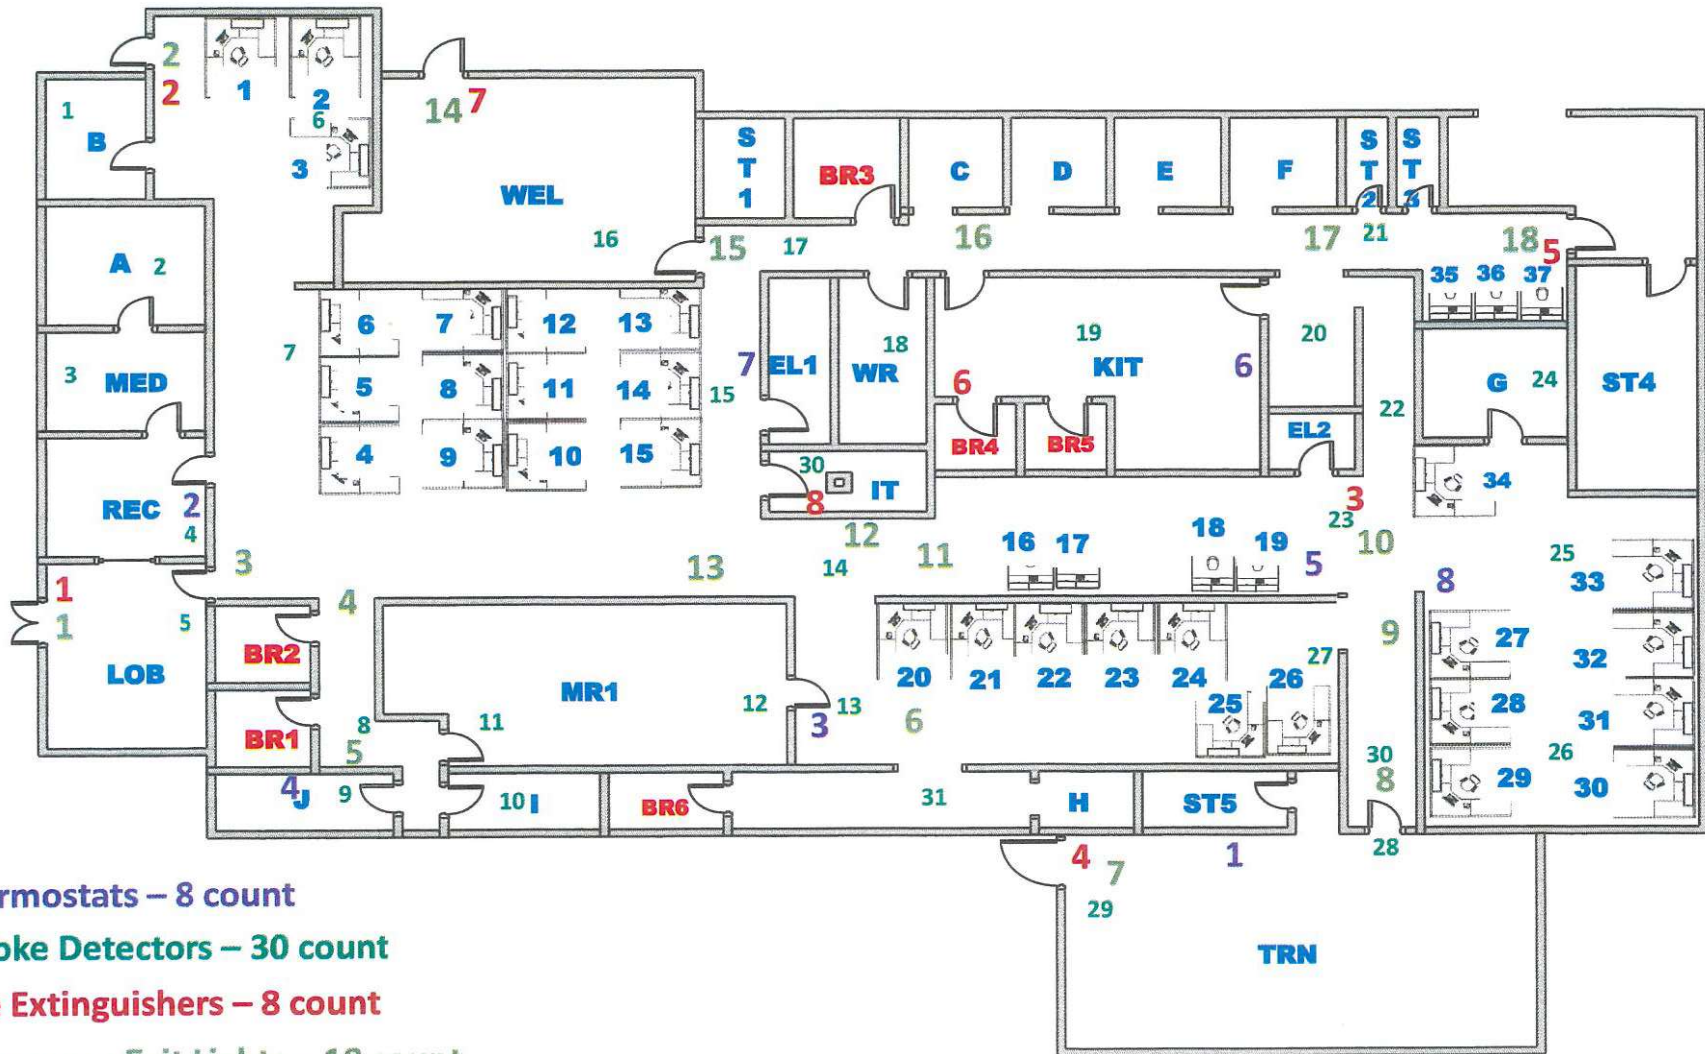 2 1 2
2
1 B 6 14 7
3
S T 1 BR3 C D E F S T 2 S T 3
WEL
16 15 17 16 17 21 18 5
A 2
35 36 37
6 7 12 13
7 7 EL1 18 19 20
3 MED 5 8 11 14 15 WR 6 KIT 6 22 G 24 ST4
4 9 10 15 BR4 BR5 EL2
30
REC 2 8 IT 3 34
4 12 23 10
3 13 14 11 16 17 18 19 5 25
1 4 8 33
1 5
BR2 9 27
LOB MR1 20 21 22 23 24 27 32
12 13 26
8 11 3 6 25 28 31
BR1 5 30 26
4 J 9 10 I BR6 31 H ST5 8 29 30
4 7 1 28
29
TRN
rmostats – 8 count
oke Detectors – 30 count
Extinguishers – 8 count